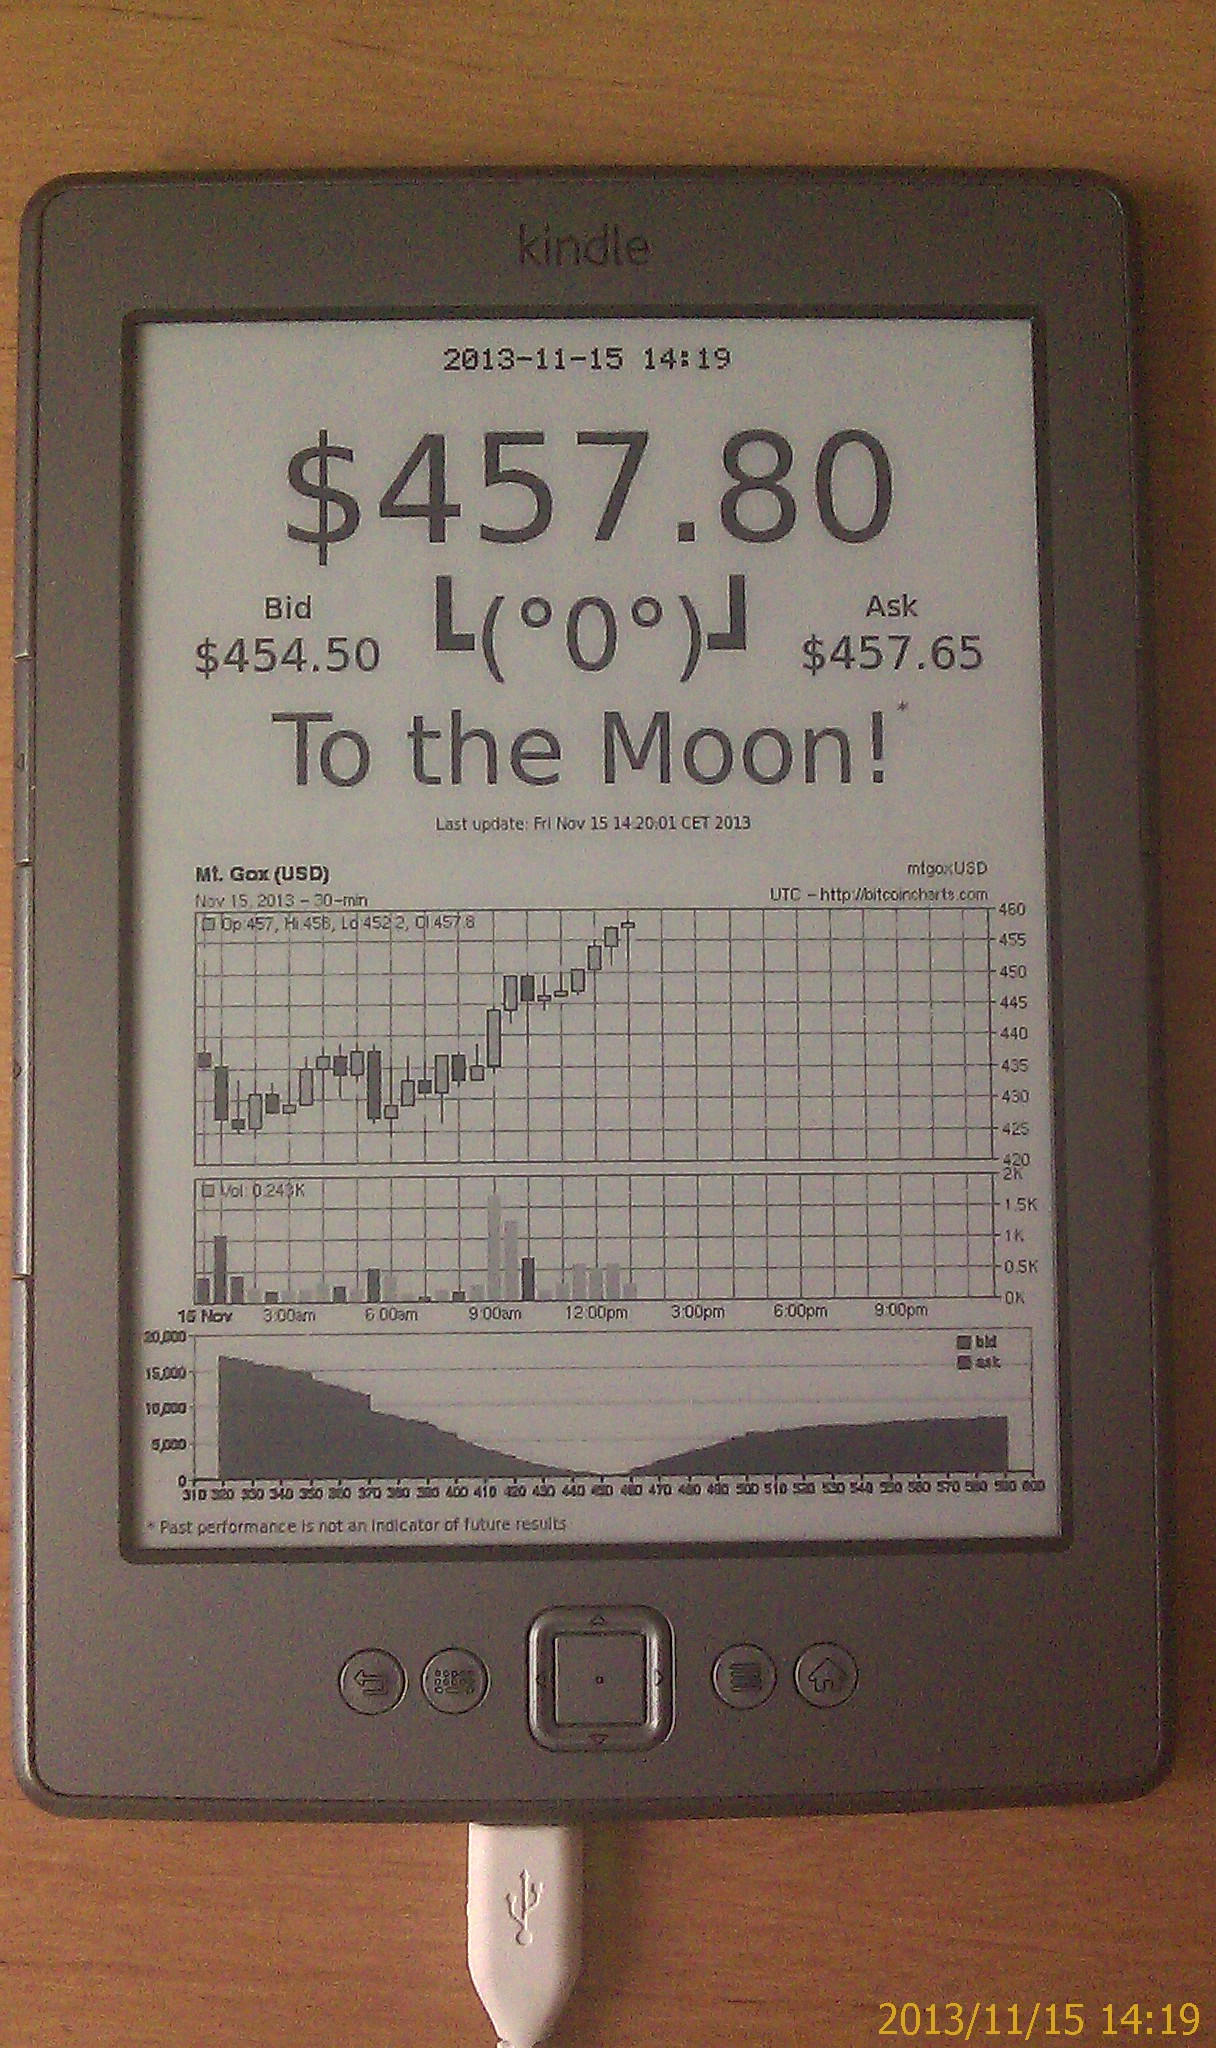 kindle
2013-11-15 14:19
$457.80
Bid
$454.50
┗(°0°)┛
Ask
$457.65
To the Moon!*
Last update: Fri Nov 15 14:20:01 CET 2013
Mt. Gox (USD)
mtgoxUSD
Nov 15, 2013 - 30-min
UTC - http://bitcoincharts.com
Op:457, Hi:458, Lo:452.2, Cl:457.8
460
455
450
445
440
435
430
425
420
Vol: 0.243K
2K
1.5K
1K
0.5K
0K
15 Nov 3:00am 6:00am 9:00am 12:00pm 3:00pm 6:00pm 9:00pm
20,000
15,000
10,000
5,000
0
bid
ask
310 320 330 340 350 360 370 380 390 400 410 420 430 440 450 460 470 480 490 500 510 520 530 540 550 560 570 580 590 600
* Past performance is not an indicator of future results
2013/11/15 14:19